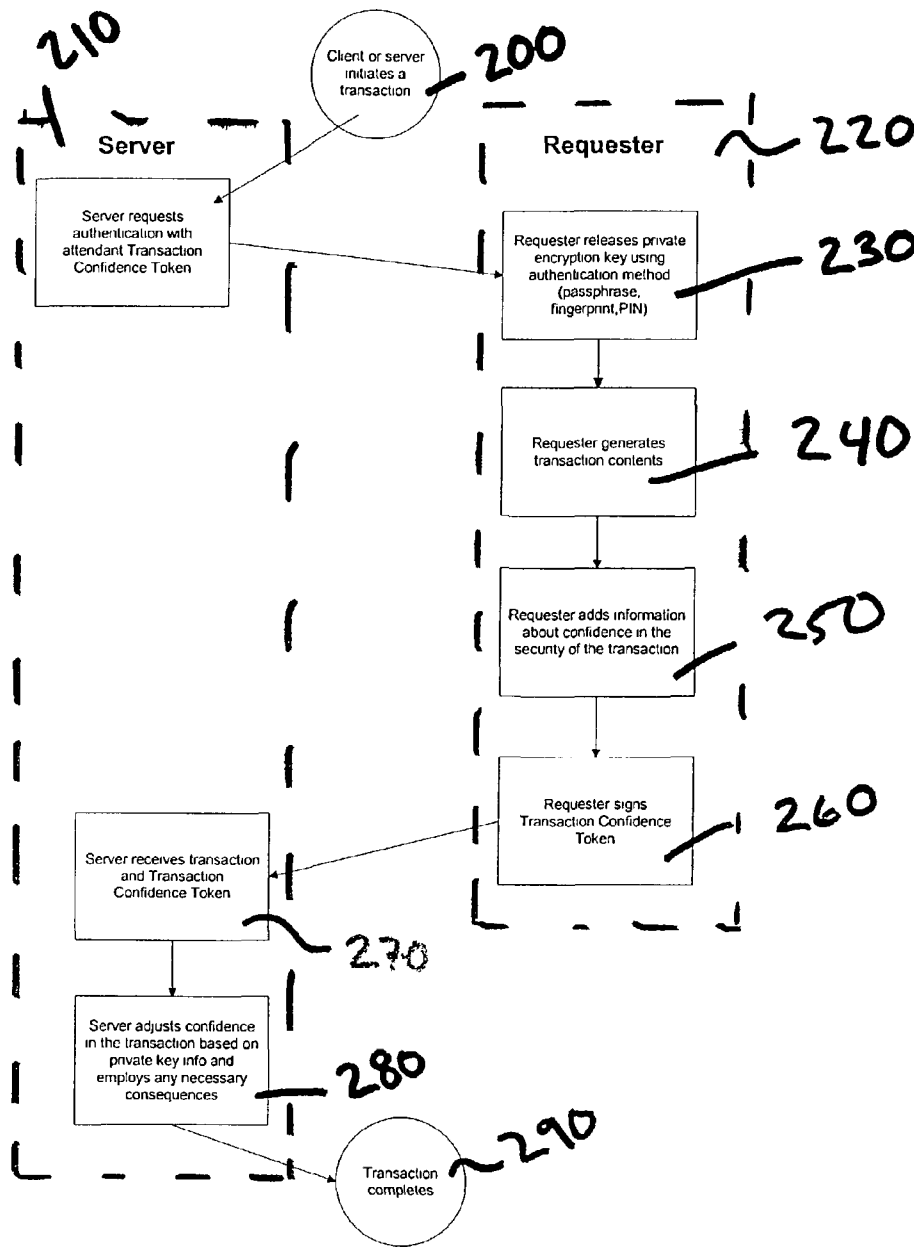 210
Client or server
initiates a
transaction
200
Server
Requester
220
Server requests
authentication with
attendant Transaction
Confidence Token
Requester releases private
encryption key using
authentication method
(passphrase,
fingerprint,PIN)
230
Requester generates
transaction contents
240
Requester adds information
about confidence in the
security of the transaction
250
Requester signs
Transaction Confidence
Token
260
Server receives transaction
and Transaction
Confidence Token
270
Server adjusts confidence
in the transaction based on
private key info and
employs any necessary
consequences
280
Transaction
completes
290